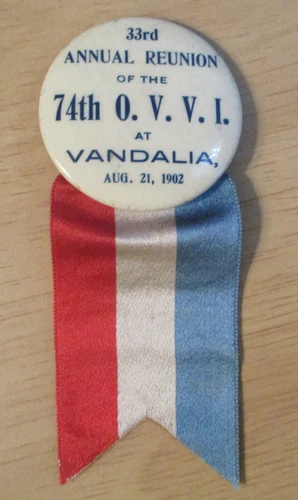 33rd
ANNUAL REUNION
OF THE
74th O. V. V. I.
AT
VANDALIA,
AUG. 21, 1902